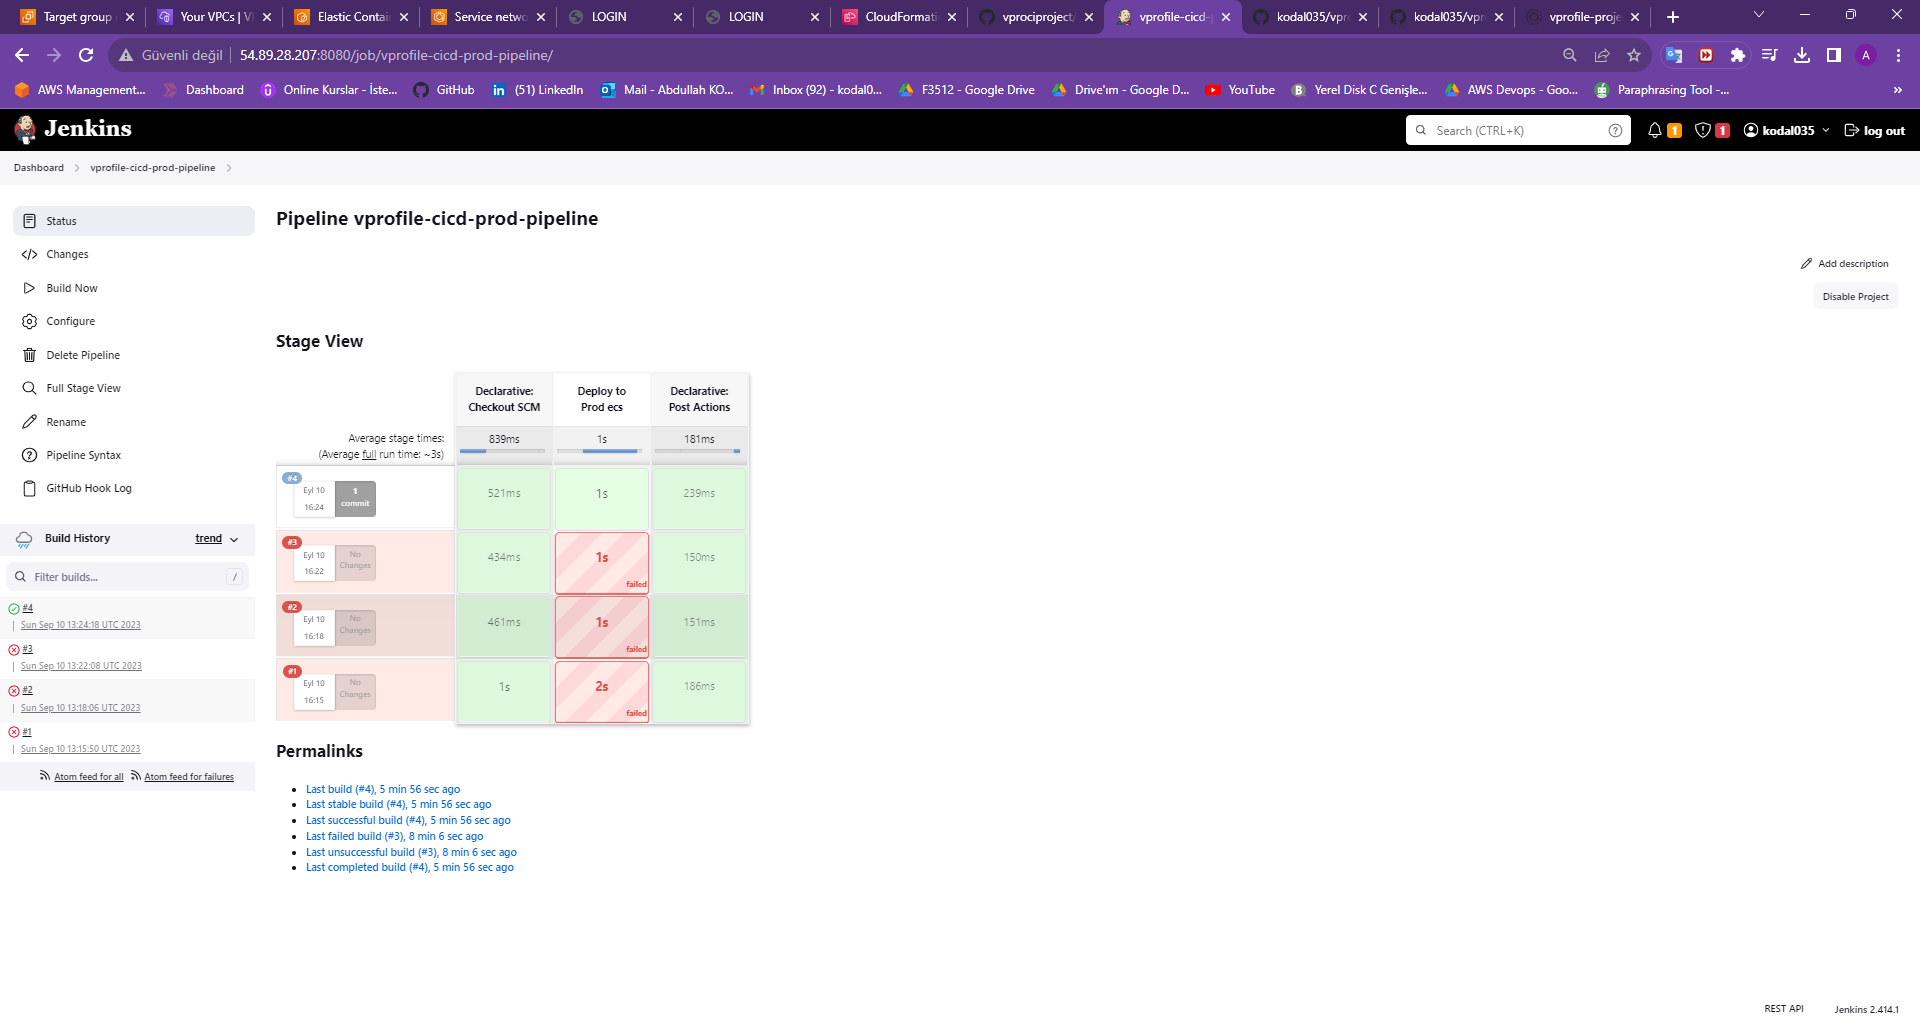 Target group
Your VPCs | V
Elastic Contai
Service netwo
LOGIN
LOGIN
CloudFormati
vprociproject/
vprofile-cicd-p
kodal035/vpr
kodal035/vp
vprofile-proje
Güvenli değil
54.89.28.207:8080/job/vprofile-cicd-prod-pipeline/
A
AWS Management...
Dashboard
Online Kurslar - İste...
GitHub
(51) LinkedIn
Mail - Abdullah KO...
Inbox (92) - kodal0...
F3512 - Google Drive
Drive'ım - Google D...
YouTube
Yerel Disk C Genişle...
AWS Devops - Goo...
Paraphrasing Tool -...
»
Jenkins
Search (CTRL+K)
1
1
kodal035
log out
Dashboard
vprofile-cicd-prod-pipeline
Status
Changes
Build Now
Configure
Delete Pipeline
Full Stage View
Rename
Pipeline Syntax
GitHub Hook Log
Build History
trend
Filter builds...
/
#4
Sun Sep 10 13:24:18 UTC 2023
#3
Sun Sep 10 13:22:08 UTC 2023
#2
Sun Sep 10 13:18:06 UTC 2023
#1
Sun Sep 10 13:15:50 UTC 2023
Atom feed for all
Atom feed for failures
Pipeline vprofile-cicd-prod-pipeline
Add description
Disable Project
Stage View
Declarative:
Checkout SCM
Deploy to
Prod ecs
Declarative:
Post Actions
Average stage times:
(Average full run time: ~3s)
839ms
1s
181ms
#4
Eyl 10
16:24
1
commit
521ms
1s
239ms
#3
Eyl 10
16:22
No
Changes
434ms
1s
failed
150ms
#2
Eyl 10
16:18
No
Changes
461ms
1s
failed
151ms
#1
Eyl 10
16:15
No
Changes
1s
2s
failed
186ms
Permalinks
Last build (#4), 5 min 56 sec ago
Last stable build (#4), 5 min 56 sec ago
Last successful build (#4), 5 min 56 sec ago
Last failed build (#3), 8 min 6 sec ago
Last unsuccessful build (#3), 8 min 6 sec ago
Last completed build (#4), 5 min 56 sec ago
REST API
Jenkins 2.414.1